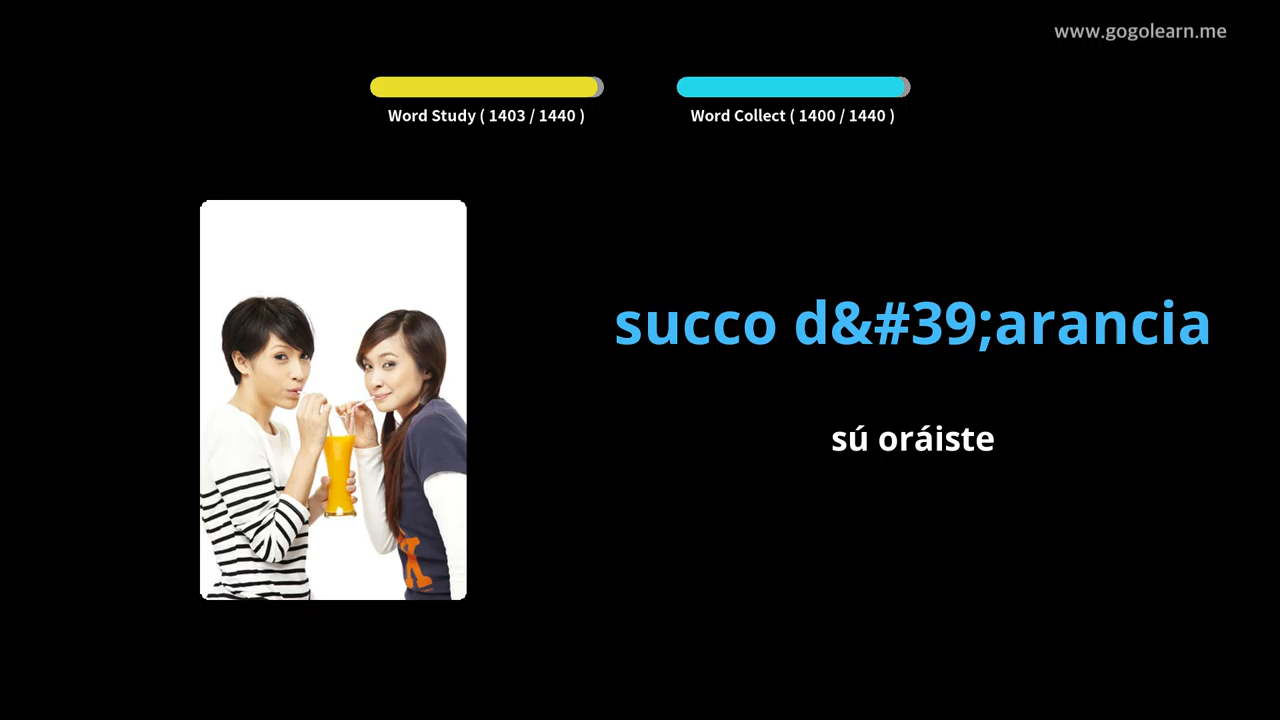 www.gogolearn.me
Word Study ( 1403 / 1440 )
Word Collect ( 1400 / 1440 )
succo d&#39;arancia
sú oráiste